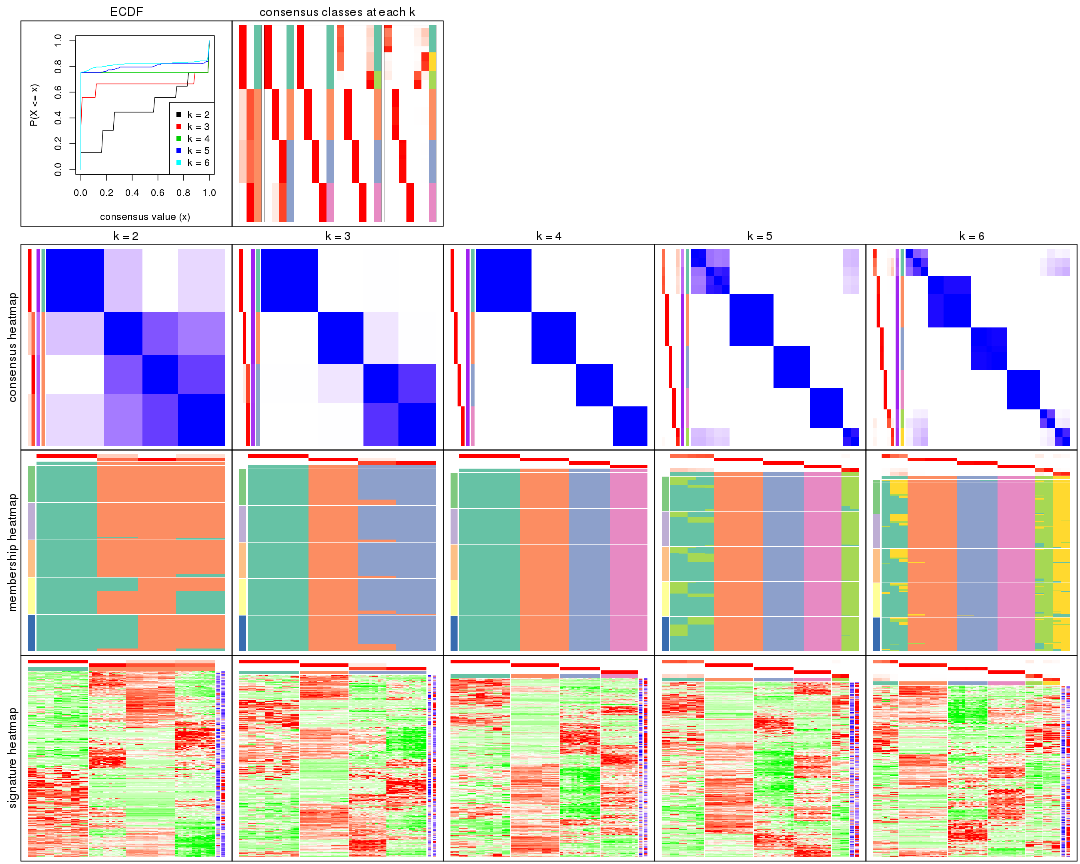 ECDF
consensus classes at each k
P(X <= x)
0.0 0.2 0.4 0.6 0.8 1.0
k = 2
k = 3
k = 4
k = 5
k = 6
0.0 0.2 0.4 0.6 0.8 1.0
consensus value (x)
k = 2
k = 3
k = 4
k = 5
k = 6
consensus heatmap
membership heatmap
signature heatmap